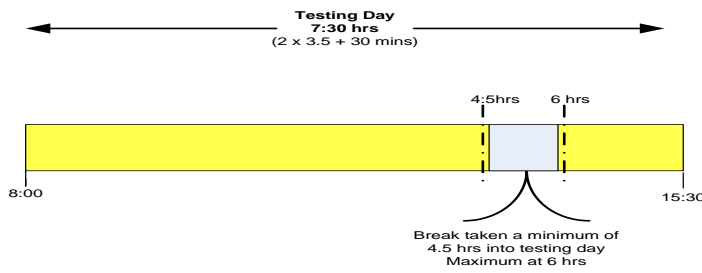 Testing Day
7:30 hrs
(2 x 3.5 + 30 mins)
4:5hrs 6 hrs
8:00 15:30
Break taken a minimum of
4.5 hrs into testing day
Maximum at 6 hrs